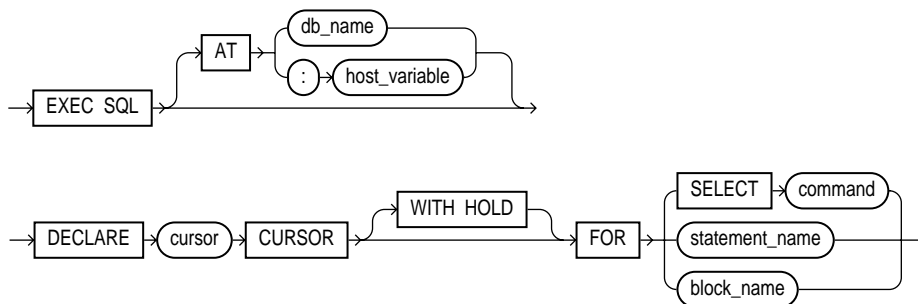 db_name
AT
: host_variable
EXEC SQL
SELECT command
WITH HOLD
DECLARE cursor CURSOR FOR statement_name
block_name